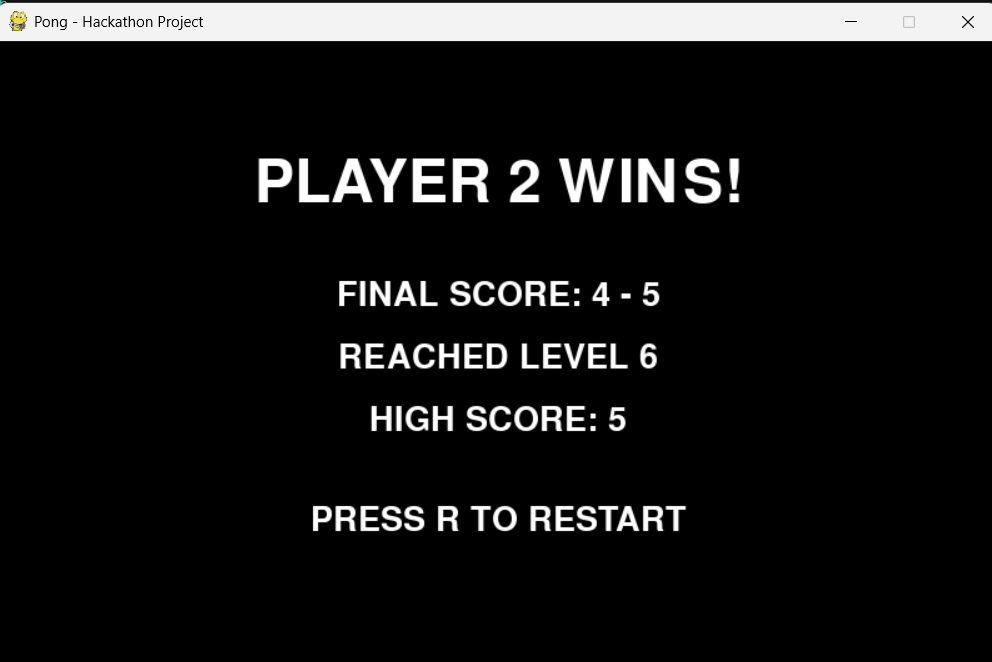 Pong - Hackathon Project
PLAYER 2 WINS!
FINAL SCORE: 4 - 5
REACHED LEVEL 6
HIGH SCORE: 5
PRESS R TO RESTART